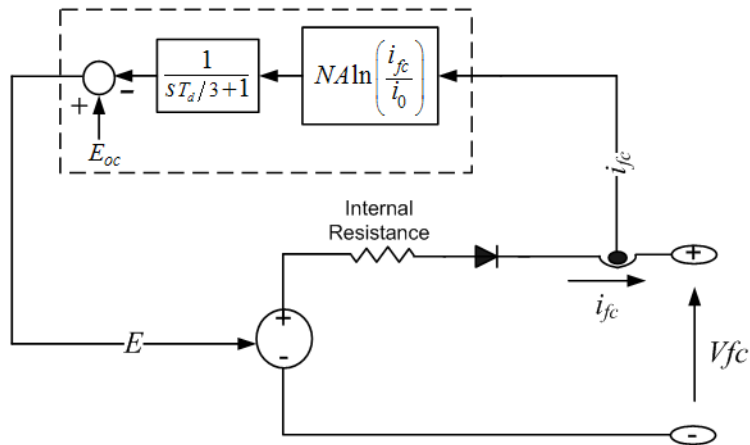 1
sT_d/3+1
NA ln(i_fc/i_0)
+
-
E_oc
i_fc
Internal
Resistance
+
i_fc
E
+
-
Vfc
-